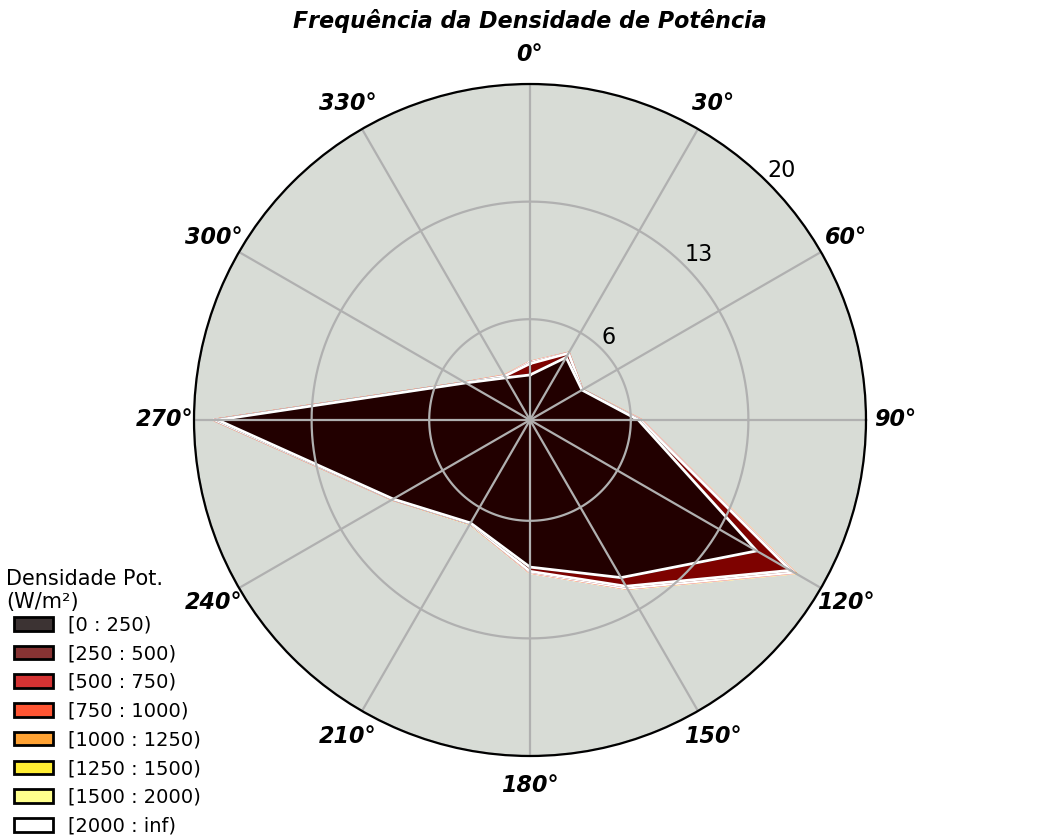 Frequência da Densidade de Potência
0°
330°
30°
20
300°
60°
13
6
270°
90°
240°
120°
210°
150°
180°
Densidade Pot.
(W/m²)
[0 : 250)
[250 : 500)
[500 : 750)
[750 : 1000)
[1000 : 1250)
[1250 : 1500)
[1500 : 2000)
[2000 : inf)